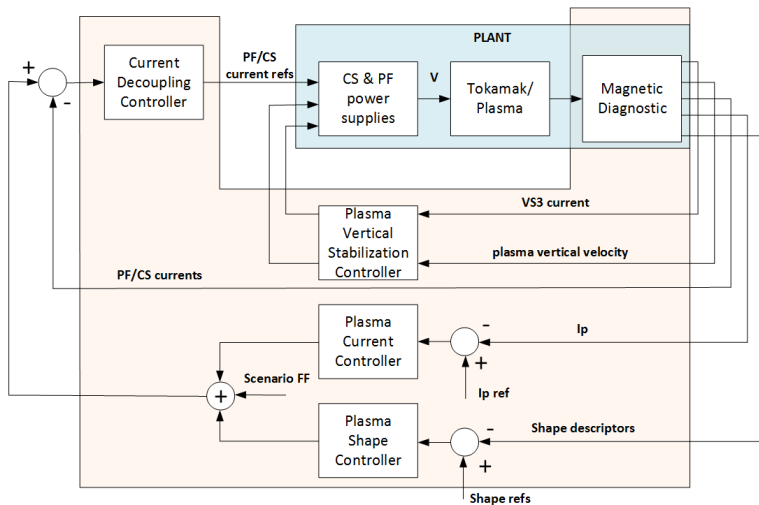 PLANT
+
-
Current
Decoupling
Controller
PF/CS
current refs
CS & PF
power
supplies
V
Tokamak/
Plasma
Magnetic
Diagnostic
VS3 current
Plasma
Vertical
Stabilization
Controller
plasma vertical velocity
PF/CS currents
Plasma
Current
Controller
-
+
Ip
Ip ref
Scenario FF
+
Plasma
Shape
Controller
-
+
Shape descriptors
Shape refs